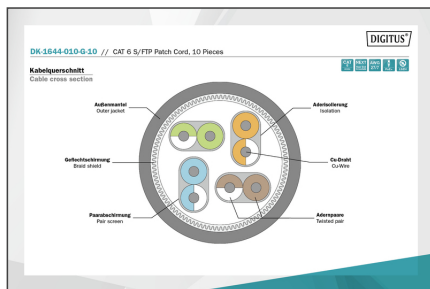 DIGITUS®
DK-1644-010-G-10 // CAT 6 S/FTP Patch Cord, 10 Pieces
Kabelquerschnitt
Cable cross section
Außenmantel
Outer jacket
Aderisolierung
Isolation
Geflechtschirmung
Braid shield
Cu-Draht
Cu-Wire
Paarabschirmung
Pair screen
Adernpaare
Twisted pair